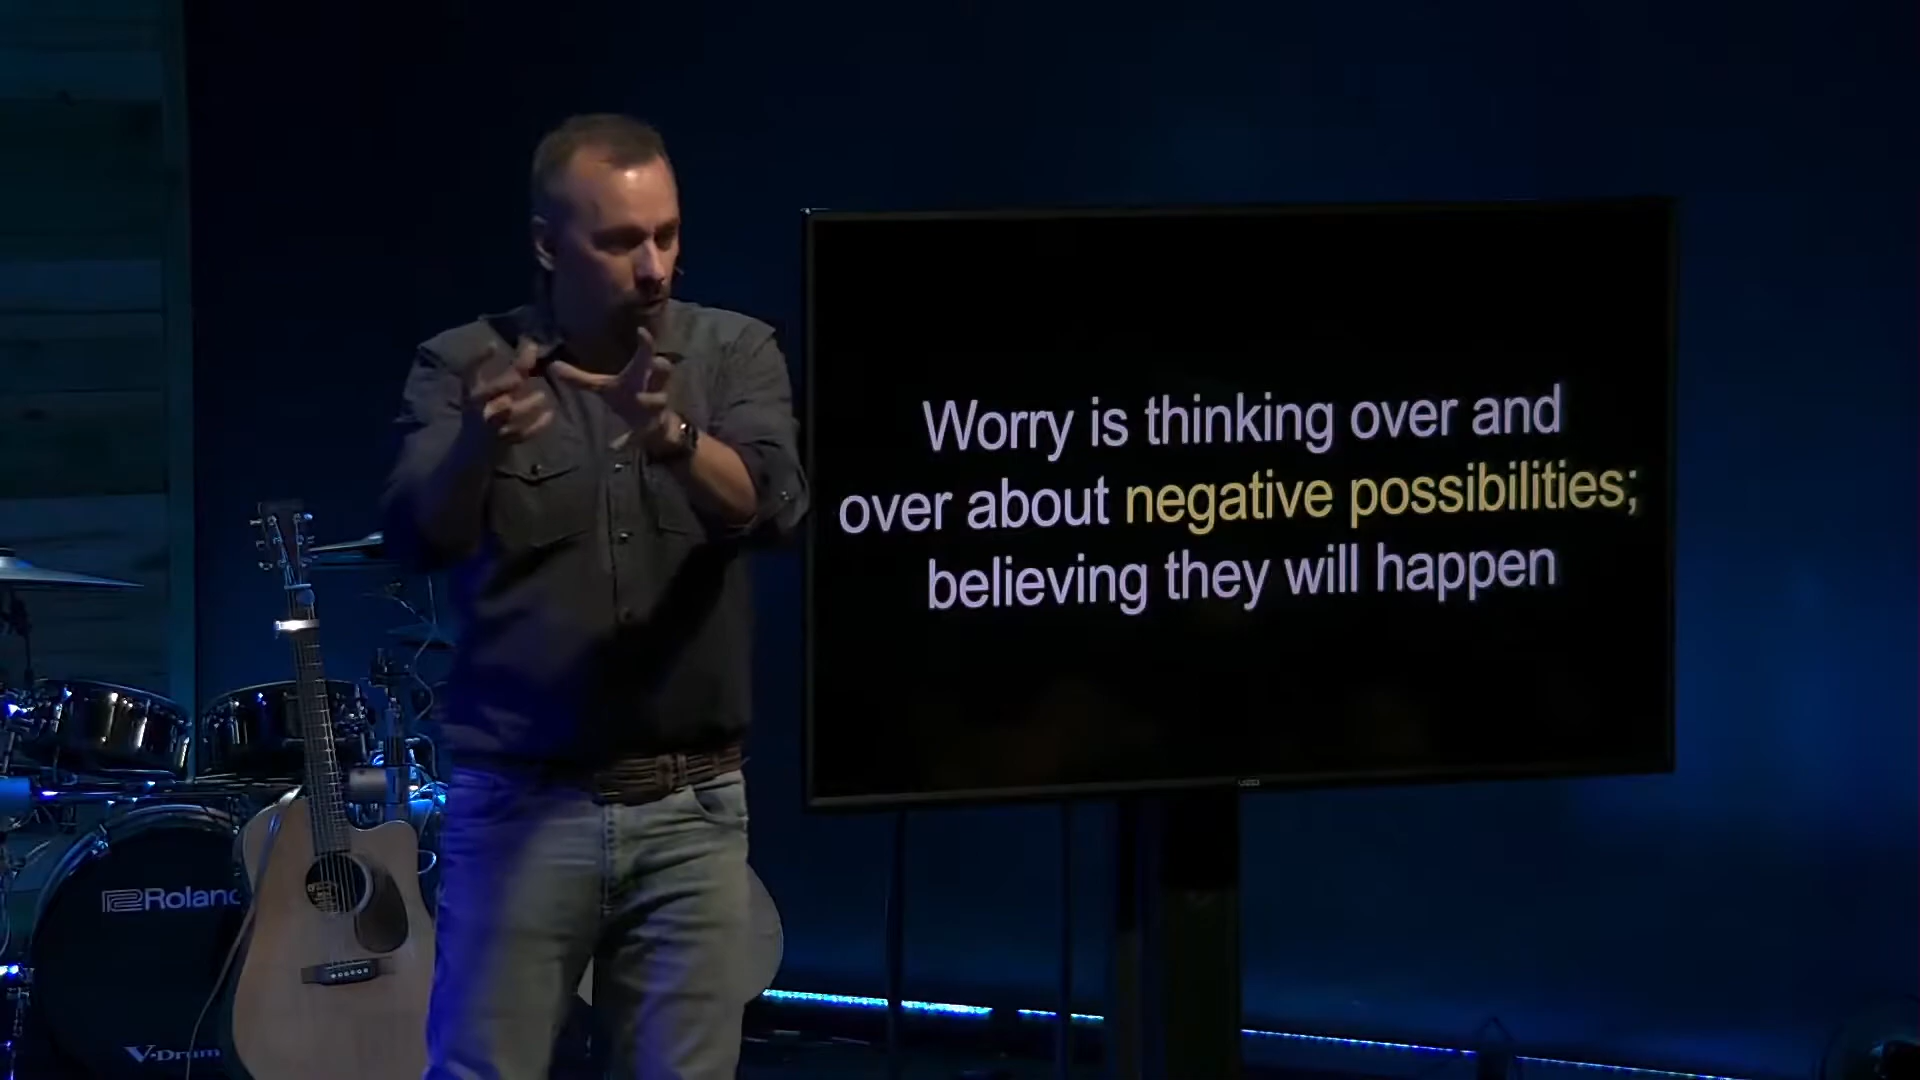 Worry is thinking over and
over about negative possibilities;
believing they will happen
Roland
V-Drum